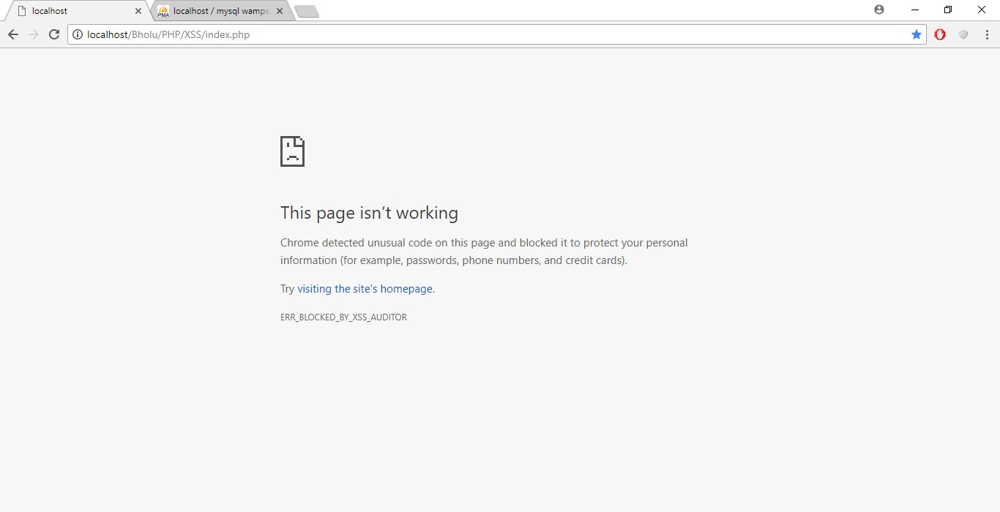 localhost
localhost / mysql wamps
localhost/Bholu/PHP/XSS/index.php
This page isn’t working
Chrome detected unusual code on this page and blocked it to protect your personal
information (for example, passwords, phone numbers, and credit cards).
Try visiting the site's homepage.
ERR_BLOCKED_BY_XSS_AUDITOR